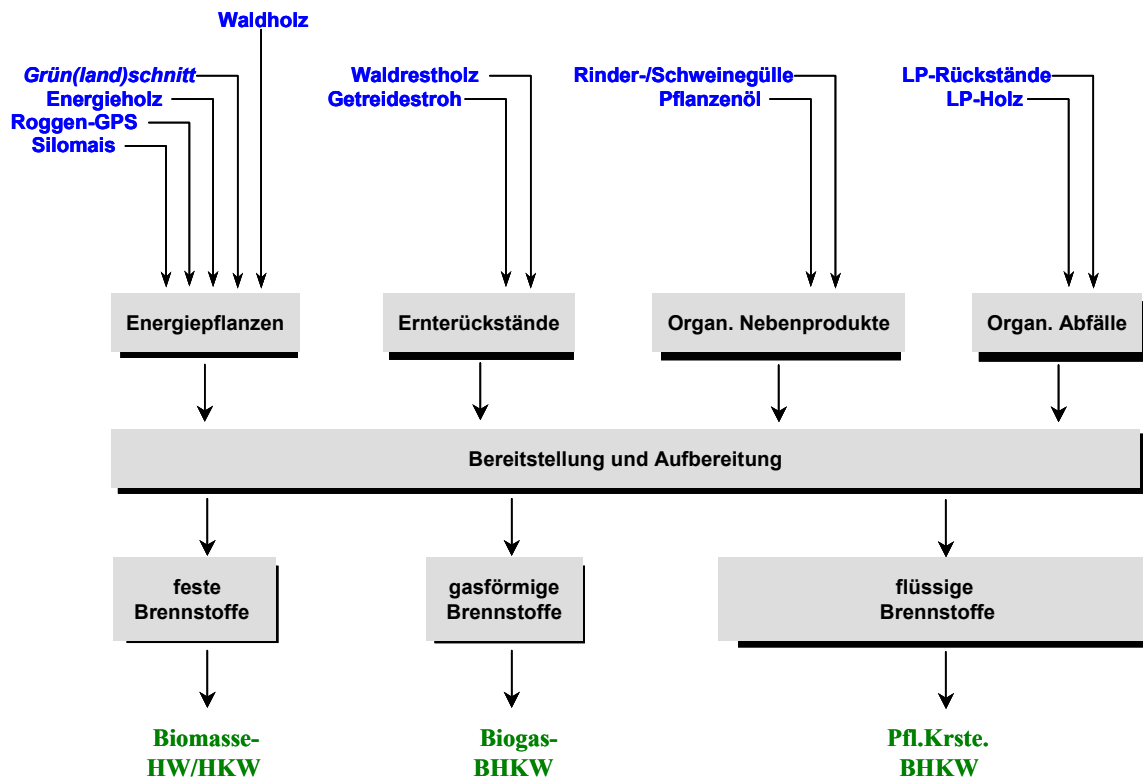 Waldholz
Grün(land)schnitt
Energieholz
Roggen-GPS
Silomais
Waldrestholz
Getreidestroh
Rinder-/Schweinegülle
Pflanzenöl
LP-Rückstände
LP-Holz
Energiepflanzen
Ernterückstände
Organ. Nebenprodukte
Organ. Abfälle
Bereitstellung und Aufbereitung
feste
Brennstoffe
gasförmige
Brennstoffe
flüssige
Brennstoffe
Biomasse-
HW/HKW
Biogas-
BHKW
Pfl.Krste.
BHKW